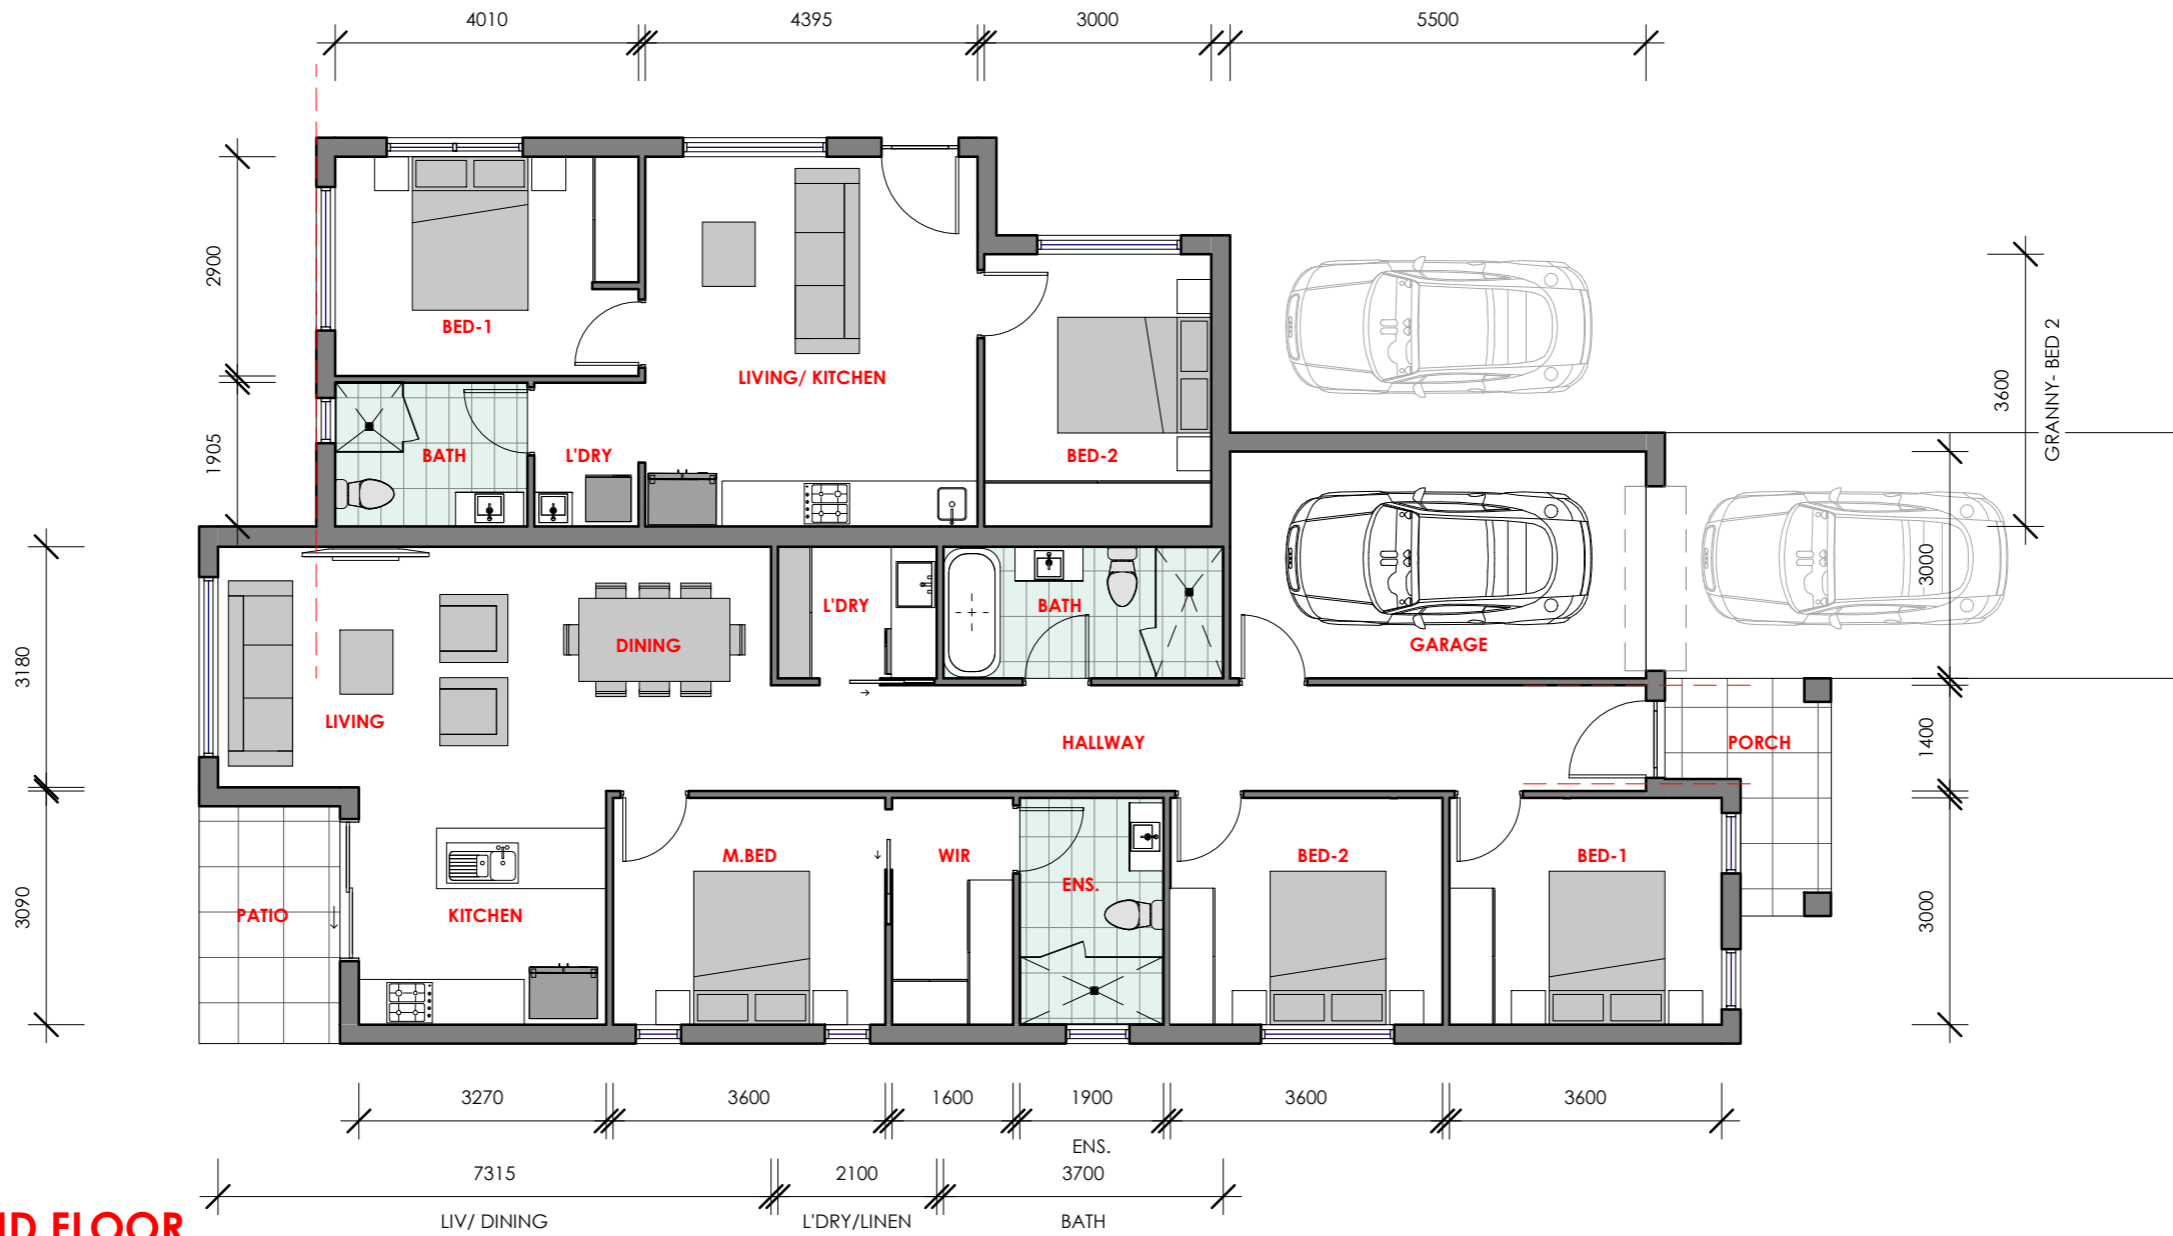 4010
4395
3000
5500
2900
1905
BED-1
LIVING/ KITCHEN
BATH
L'DRY
BED-2
3600
GRANNY- BED 2
3180
3090
LIVING
DINING
L'DRY
BATH
GARAGE
3000
HALLWAY
PORCH
1400
PATIO
KITCHEN
M.BED
WIR
ENS.
BED-2
BED-1
3000
3270
3600
1600
1900
3600
3600
ENS.
7315
2100
3700
LIV/ DINING
L'DRY/LINEN
BATH
ND FLOOR